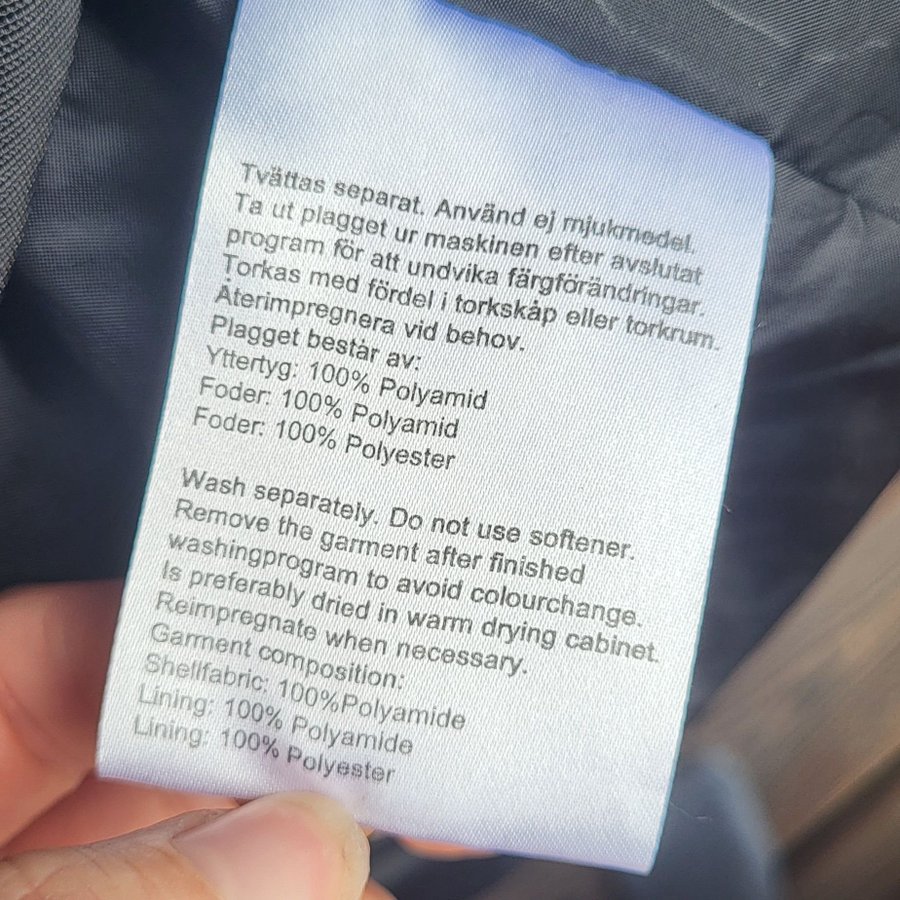 Tvättas separat. Använd ej mjukmedel.
Ta ut plagget ur maskinen efter avslutat
program för att undvika färgförändringar.
Torkas med fördel i torkskåp eller torkrum.
Återimpregnera vid behov.
Plagget består av:
Yttertyg: 100% Polyamid
Foder: 100% Polyamid
Foder: 100% Polyester
Wash separately. Do not use softener.
Remove the garment after finished
washingprogram to avoid colourchange.
Is preferably dried in warm drying cabinet.
Reimpregnate when necessary.
Garment composition:
Shellfabric: 100%Polyamide
Lining: 100% Polyamide
Lining: 100% Polyester